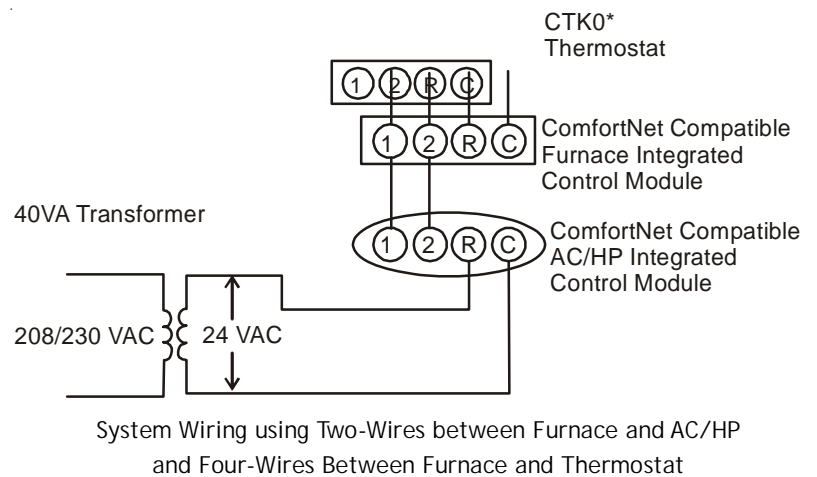 CTK0*
Thermostat
1 2 R C
1 2 R C
ComfortNet Compatible
Furnace Integrated
Control Module
40VA Transformer
1 2 R C
ComfortNet Compatible
AC/HP Integrated
Control Module
208/230 VAC
24 VAC
System Wiring using Two-Wires between Furnace and AC/HP
and Four-Wires Between Furnace and Thermostat